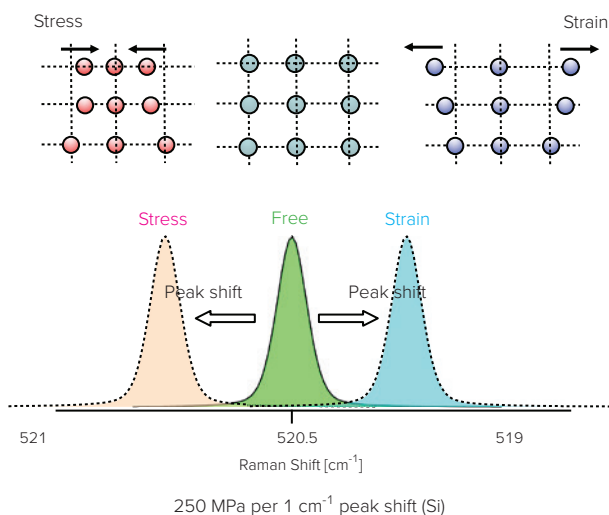 Stress
Strain
Stress
Free
Strain
Peak shift
Peak shift
521
520.5
519
Raman Shift [cm⁻¹]
250 MPa per 1 cm⁻¹ peak shift (Si)